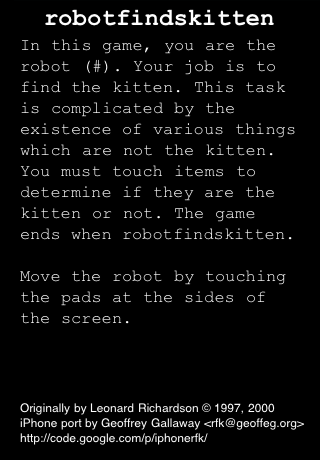 robotfindskitten
In this game, you are the
robot (#). Your job is to
find the kitten. This task
is complicated by the
existence of various things
which are not the kitten.
You must touch items to
determine if they are the
kitten or not. The game
ends when robotfindskitten.
Move the robot by touching
the pads at the sides of
the screen.
Originally by Leonard Richardson © 1997, 2000
iPhone port by Geoffrey Gallaway <rfk@geoffeg.org>
http://code.google.com/p/iphonerfk/